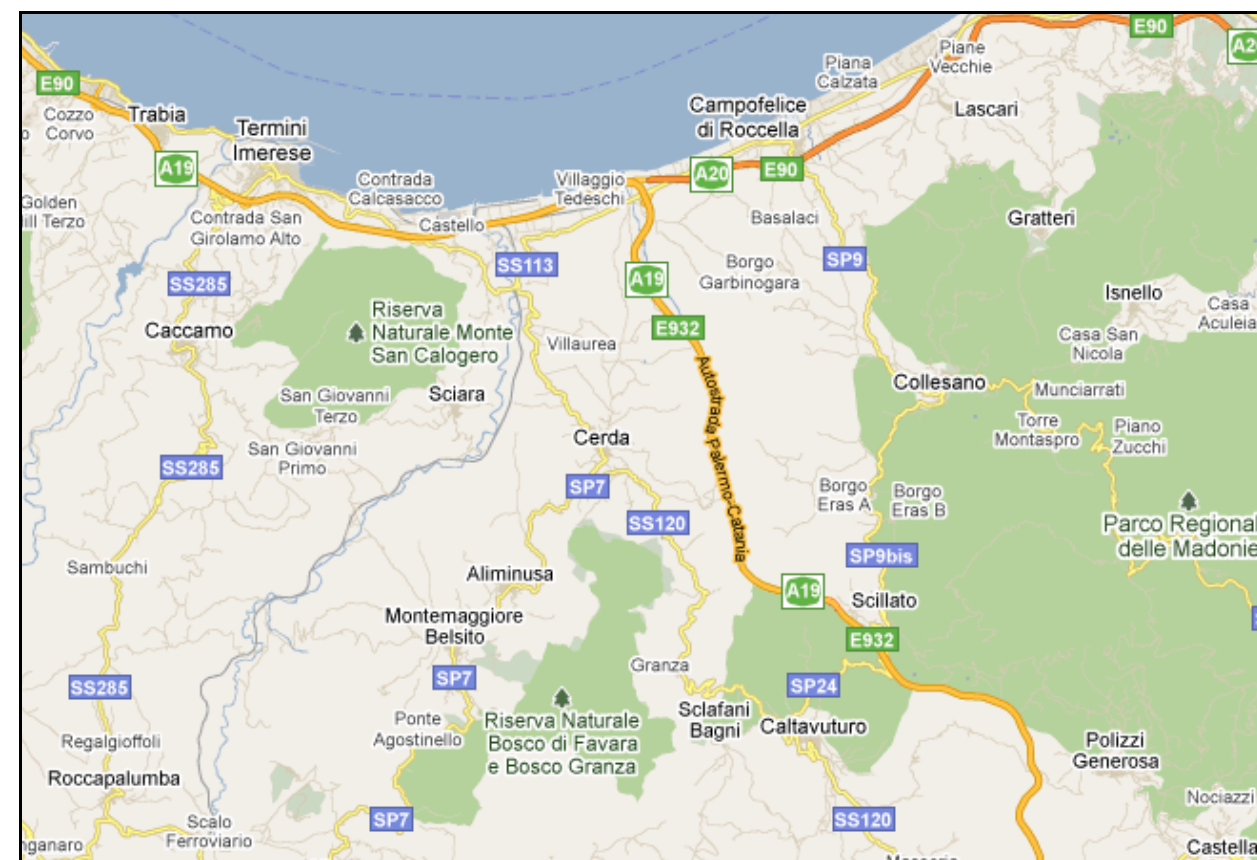 E90
A2
Piane
Vecchie
Piana
Calzata
E90
Cozzo
Corvo
Trabia
Termini
Imerese
Campofelice
di Roccella
Lascari
A19
Contrada
Calcasacco
Villaggio
Tedeschi
A20
E90
Golden
ill Terzo
Contrada San
Girolamo Alto
Castello
Basalaci
Gratteri
SS113
A19
Borgo
Garbinogara
SP9
SS285
Isnello
Casa
Aculeia
Caccamo
Riserva
Naturale Monte
San Calogero
Villaurea
E932
Casa San
Nicola
Autostrada Palermo-Catania
San Giovanni
Terzo
Sciara
Collesano
Munciarrati
San Giovanni
Primo
Cerda
Torre
Montaspro
Piano
Zucchi
SS285
SP7
Borgo
Eras A
Borgo
Eras B
SS120
Parco Regional
delle Madonie
SP9bis
Sambuchi
Aliminusa
A19
Scillato
Montemaggiore
Belsito
E932
Granza
SS285
SP7
SP24
Ponte
Agostinello
Riserva Naturale
Bosco di Favara
e Bosco Granza
Sclafani
Bagni
Caltavuturo
Regalgioffoli
Polizzi
Generosa
Roccapalumba
Nociazzi
Scalo
Ferroviario
SP7
SS120
nganaro
Castella